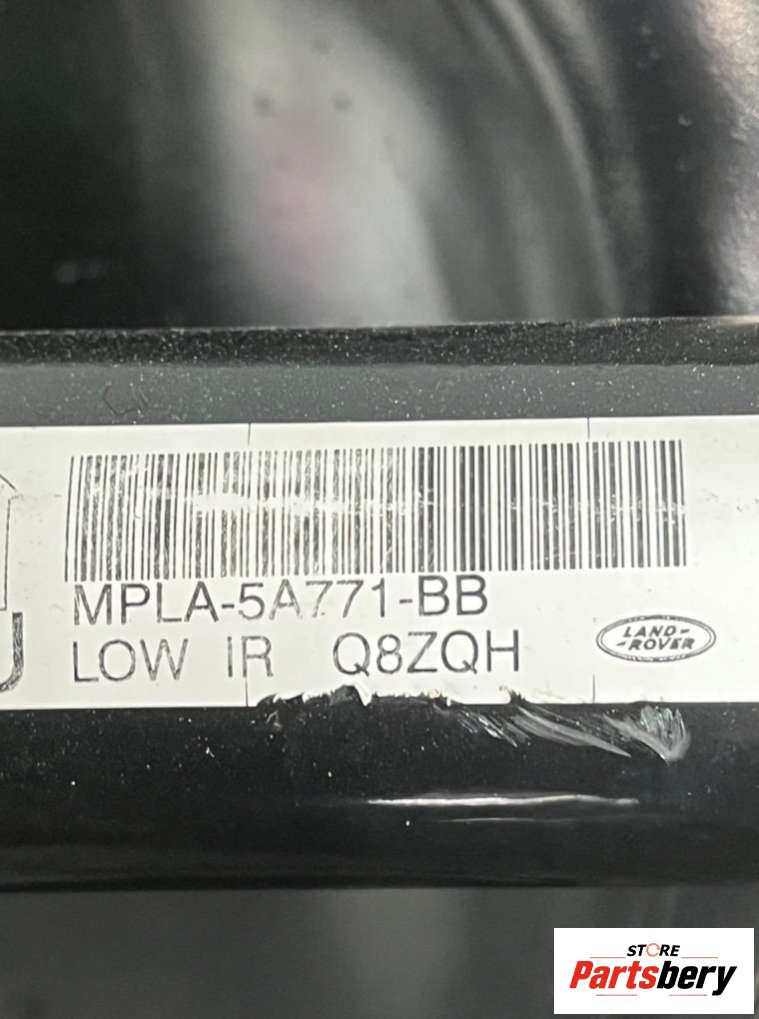 MPLA-5A771-BB
LOW IR Q8ZQH
LAND-
-ROVER
STORE
Partsbery